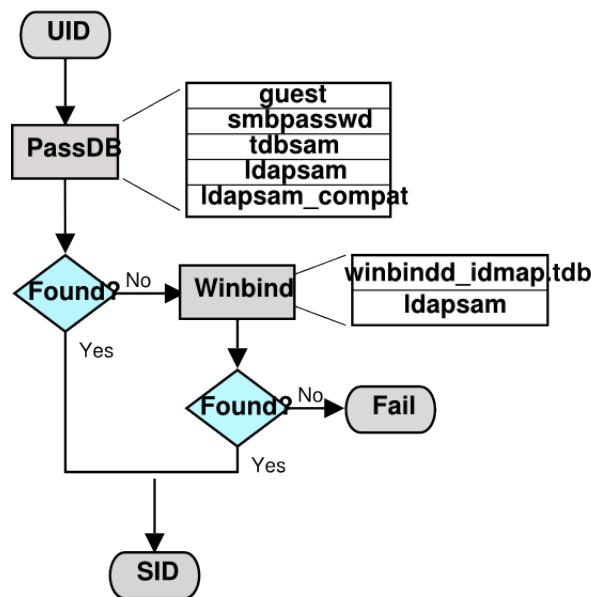 UID
PassDB
guest
smbpasswd
tdbsam
ldapsam
ldapsam_compat
Found?
No
Winbind
winbindd_idmap.tdb
ldapsam
Yes
Found?
No
Fail
Yes
SID